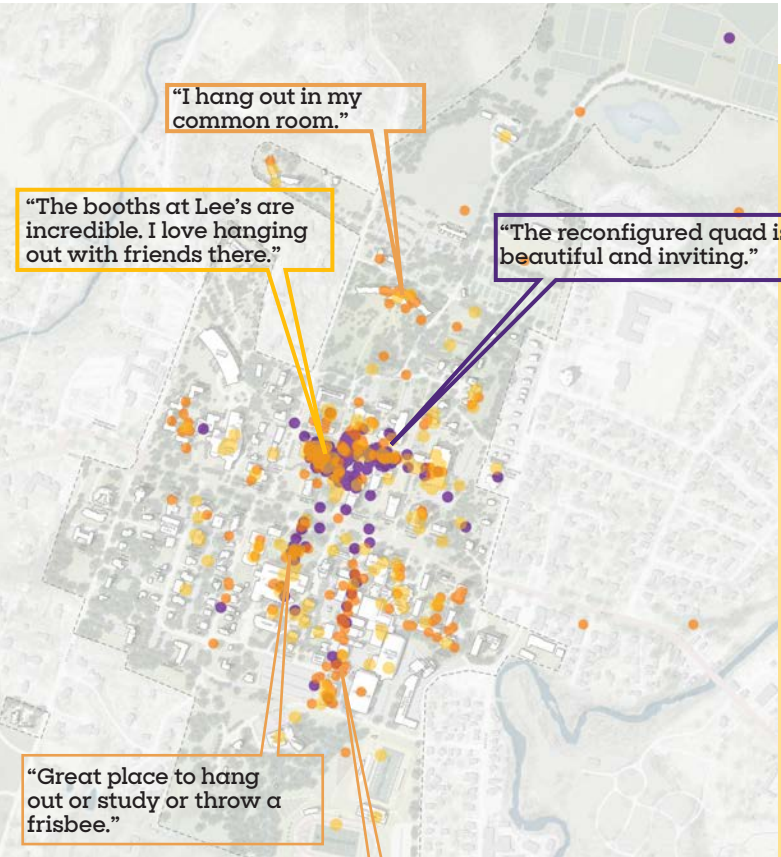 “I hang out in my
common room.”
“The booths at Lee’s are
incredible. I love hanging
out with friends there.”
“The reconfigured quad is
beautiful and inviting.”
“Great place to hang
out or study or throw a
frisbee.”